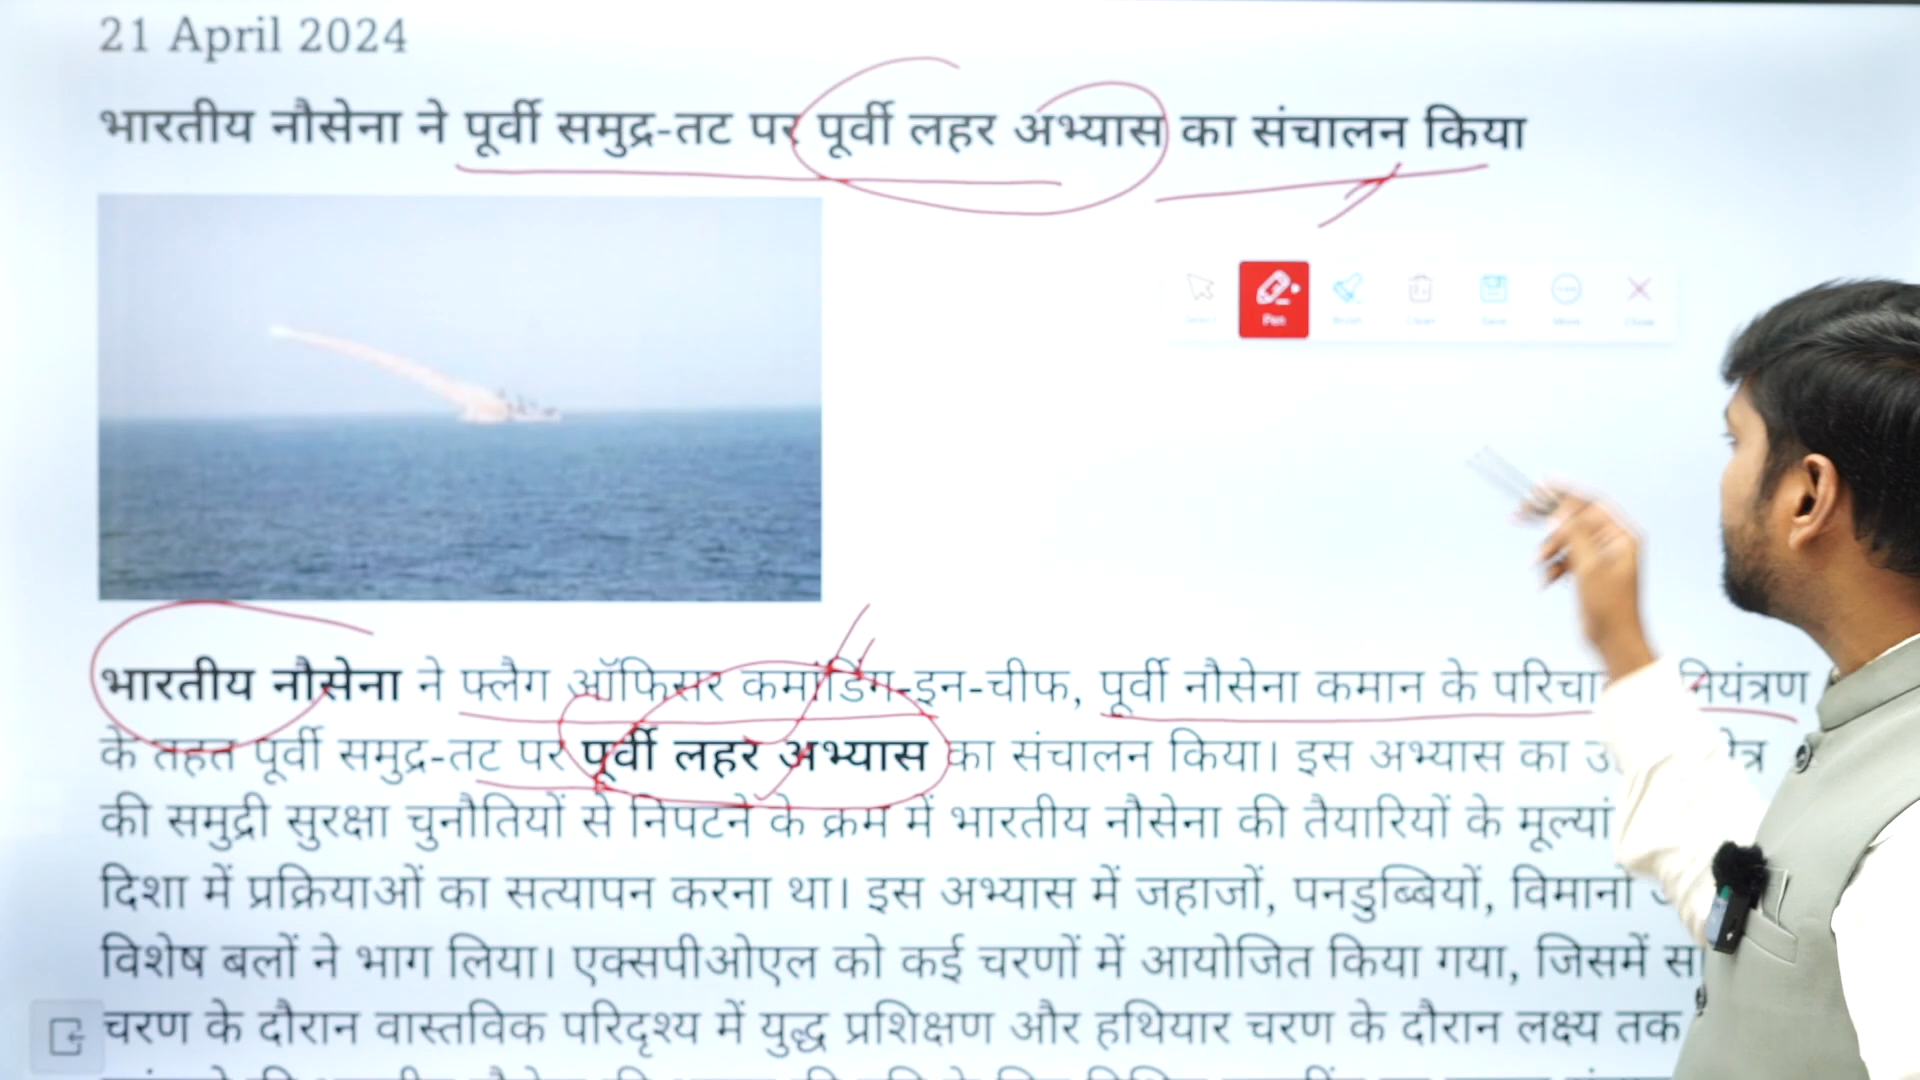 21 April 2024
भारतीय नौसेना ने पूर्वी समुद्र-तट पर पूर्वी लहर अभ्यास का संचालन किया
Pen
भारतीय नौसेना ने फ्लैग ऑफिसर कमांडिंग-इन-चीफ, पूर्वी नौसेना कमान के नियंत्रण
के तहत पूर्वी समुद्र-तट पर पूर्वी लहर अभ्यास का संचालन किया। इस अभ्यास का
की समुद्री सुरक्षा चुनौतियों से निपटने के क्रम में भारतीय नौसेना की तैयारियों के
दिशा में प्रक्रियाओं का सत्यापन करना था। इस अभ्यास में जहाजों, पनडुब्बियों, विमानों
विशेष बलों ने भाग लिया। एक्सपीओएल को कई चरणों में आयोजित किया गया, जिसमें
चरण के दौरान वास्तविक परिदृश्य में युद्ध प्रशिक्षण और हथियार चरण के दौरान लक्ष्य तक